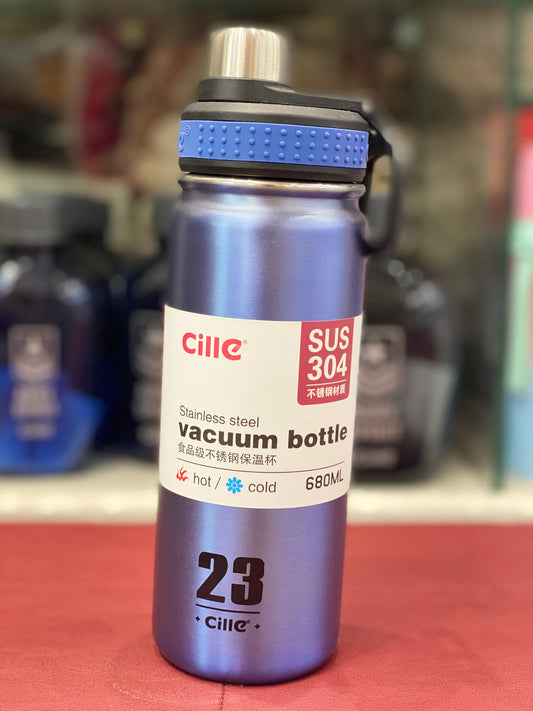 Cille®
SUS
304
不锈钢材质
Stainless steel
vacuum bottle
食品级不锈钢保温杯
hot / cold
680ML
23
Cille®